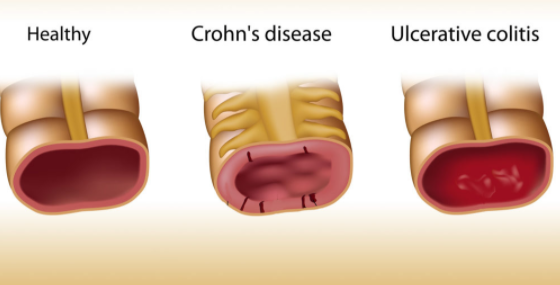 Healthy
Crohn's disease
Ulcerative colitis